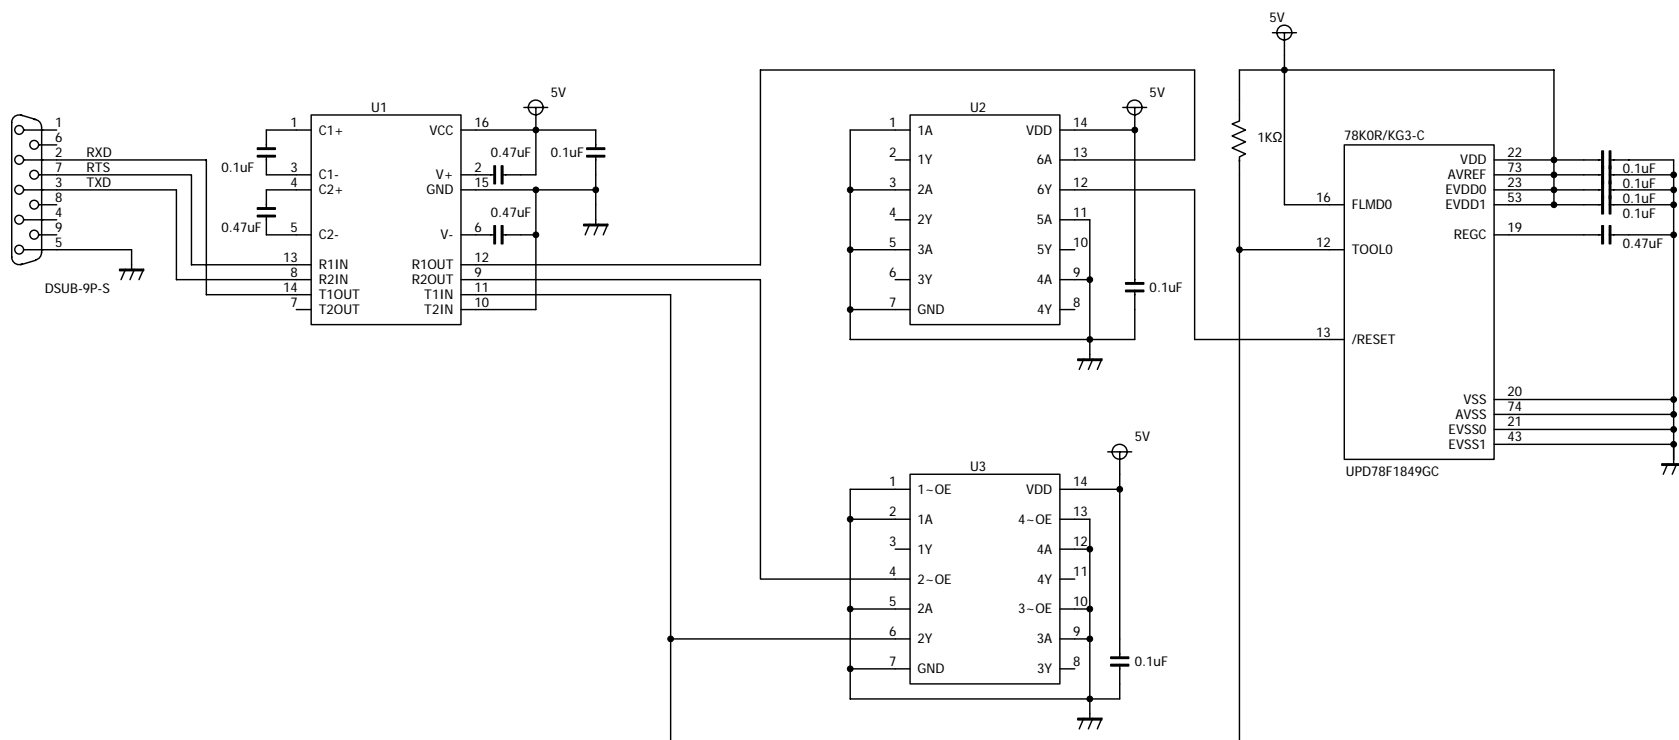 5V
5V
5V
U1
U2
1
6
2 RXD
7 RTS
3 TXD
8
4
9
5
DSUB-9P-S
0.1uF
0.47uF
1 C1+
3 C1-
4 C2+
5 C2-
13 R1IN
8 R2IN
14 T1OUT
7 T2OUT
VCC 16
V+ 2
GND 15
V- 6
R1OUT 12
R2OUT 9
T1IN 11
T2IN 10
0.47uF
0.1uF
0.47uF
1 1A
2 1Y
3 2A
4 2Y
5 3A
6 3Y
7 GND
VDD 14
6A 13
6Y 12
5A 11
5Y 10
4A 9
4Y 8
0.1uF
1KΩ
78K0R/KG3-C
16 FLMD0
12 TOOL0
13 /RESET
VDD 22
AVREF 73
EVDD0 23
EVDD1 53
REGC 19
VSS 20
AVSS 74
EVSS0 21
EVSS1 43
0.1uF
0.1uF
0.1uF
0.1uF
0.47uF
UPD78F1849GC
5V
U3
1 1~OE
2 1A
3 1Y
4 2~OE
5 2A
6 2Y
7 GND
VDD 14
4~OE 13
4A 12
4Y 11
3~OE 10
3A 9
3Y 8
0.1uF